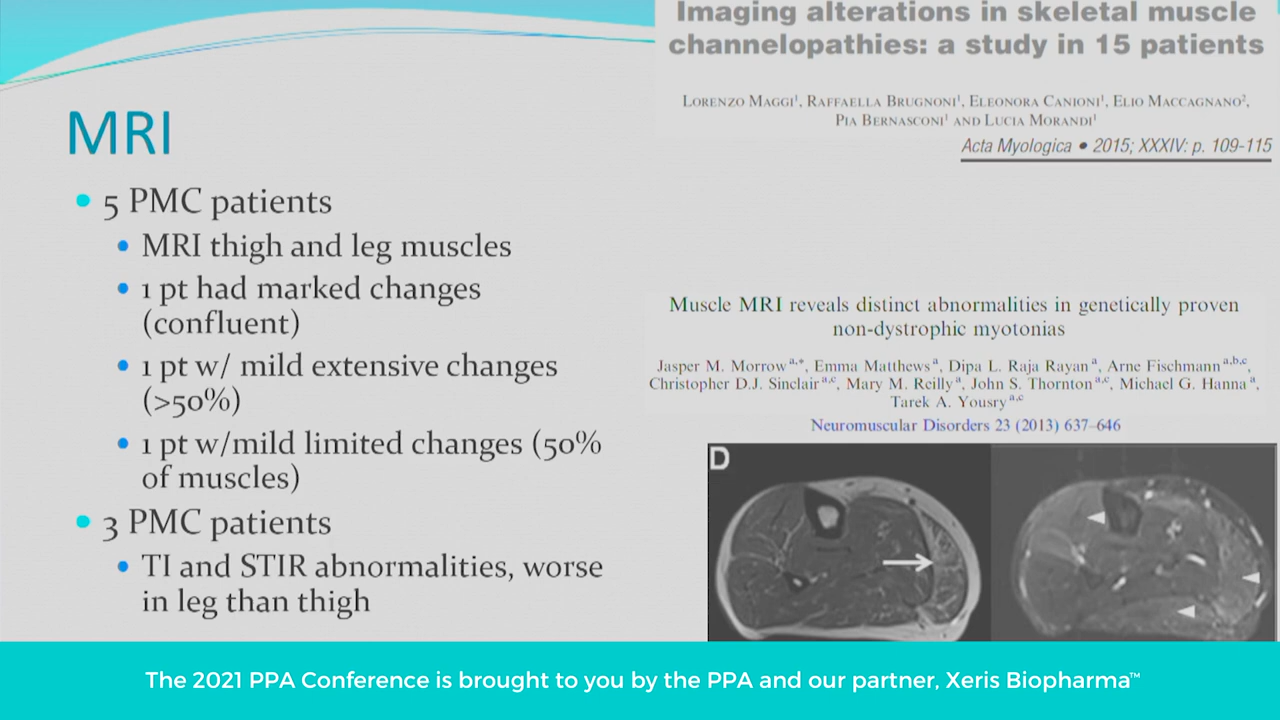 MRI
• 5 PMC patients
• MRI thigh and leg muscles
• 1 pt had marked changes
(confluent)
• 1 pt w/ mild extensive changes
(>50%)
• 1 pt w/mild limited changes (50%
of muscles)
• 3 PMC patients
• TI and STIR abnormalities, worse
in leg than thigh
Imaging alterations in skeletal muscle
channelopathies: a study in 15 patients
LORENZO MAGGI¹, RAFFAELLA BRUGNONI¹, ELEONORA CANIONI¹, ELIO MACCAGNANO²,
PIA BERNASCONI¹ AND LUCIA MORANDI¹
Acta Myologica • 2015; XXXIV: p. 109-115
Muscle MRI reveals distinct abnormalities in genetically proven
non-dystrophic myotonias
Jasper M. Morrow a,*, Emma Matthews a, Dipa L. Raja Rayan a, Arne Fischmann a,b,c,
Christopher D.J. Sinclair a,c, Mary M. Reilly a, John S. Thornton a,c, Michael G. Hanna a,
Tarek A. Yousry a,c
Neuromuscular Disorders 23 (2013) 637–646
D
The 2021 PPA Conference is brought to you by the PPA and our partner, Xeris Biopharma™